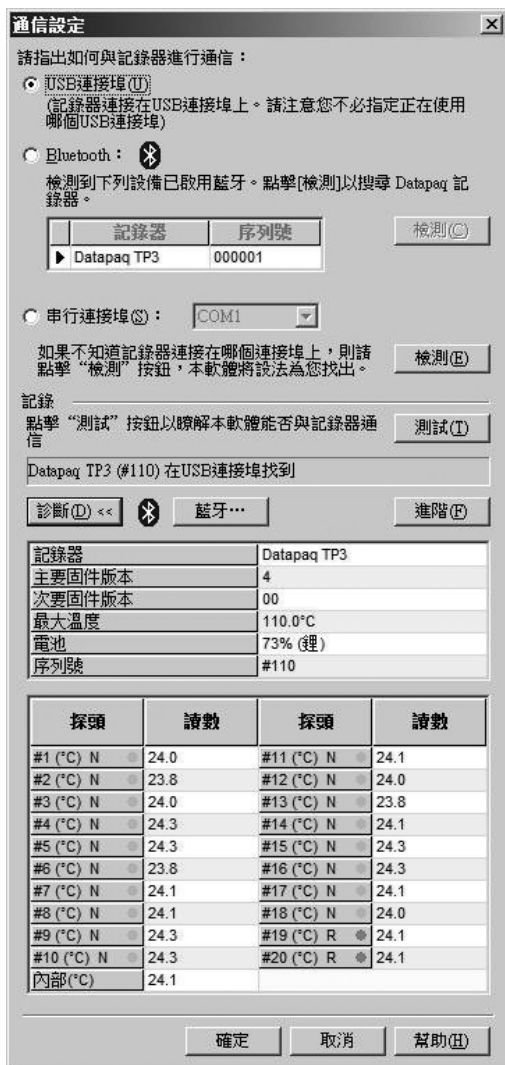 通信設定
請指出如何與記錄器進行通信：
USB連接埠(U)
(記錄器連接在USB連接埠上。請注意您不必指定正在使用
哪個USB連接埠)
Bluetooth：
檢測到下列設備已啟用藍牙。點擊[檢測]以搜尋 Datapaq 記
錄器。
記錄器 序列號
檢測(C)
Datapaq TP3 000001
串行連接埠(S)： COM1
如果不知道記錄器連接在哪個連接埠上，則請
點擊“檢測”按鈕，本軟體將設法為您找出。
檢測(E)
記錄
點擊“測試”按鈕以瞭解本軟體能否與記錄器通
信
測試(T)
Datapaq TP3 (#110) 在USB連接埠找到
診斷(D) << 藍牙… 進階(F)
記錄器 Datapaq TP3
主要固件版本 4
次要固件版本 00
最大溫度 110.0°C
電池 73% (鋰)
序列號 #110
探頭 讀數 探頭 讀數
#1 (°C) N 24.0 #11 (°C) N 24.1
#2 (°C) N 23.8 #12 (°C) N 24.0
#3 (°C) N 24.0 #13 (°C) N 23.8
#4 (°C) N 24.3 #14 (°C) N 24.1
#5 (°C) N 24.3 #15 (°C) N 24.3
#6 (°C) N 23.8 #16 (°C) N 24.3
#7 (°C) N 24.1 #17 (°C) N 24.1
#8 (°C) N 24.1 #18 (°C) N 24.0
#9 (°C) N 24.3 #19 (°C) R 24.1
#10 (°C) N 24.3 #20 (°C) R 24.1
內部(°C) 24.1
確定 取消 幫助(H)